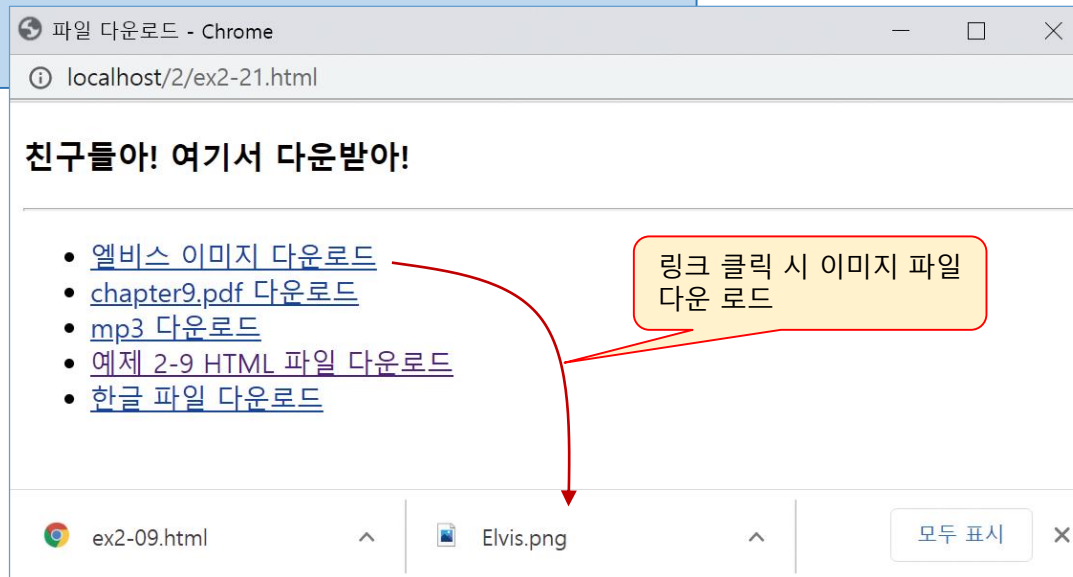 파일 다운로드 - Chrome
localhost/2/ex2-21.html
친구들아! 여기서 다운받아!
엘비스 이미지 다운로드
chapter9.pdf 다운로드
mp3 다운로드
예제 2-9 HTML 파일 다운로드
한글 파일 다운로드
링크 클릭 시 이미지 파일
다운 로드
ex2-09.html
Elvis.png
모두 표시